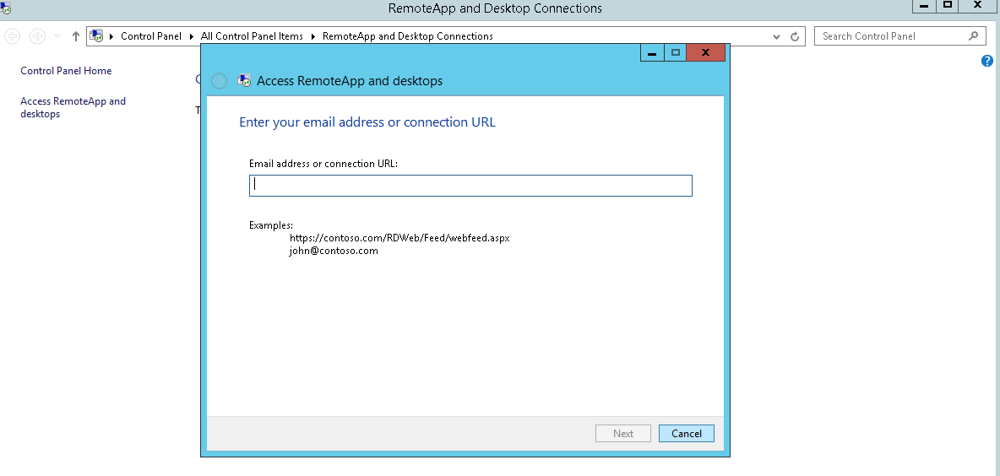 RemoteApp and Desktop Connections
Control Panel All Control Panel Items RemoteApp and Desktop Connections
Search Control Panel
Control Panel Home
Access RemoteApp and
desktops
Access RemoteApp and desktops
Enter your email address or connection URL
Email address or connection URL:
Examples:
https://contoso.com/RDWeb/Feed/webfeed.aspx
john@contoso.com
Next Cancel